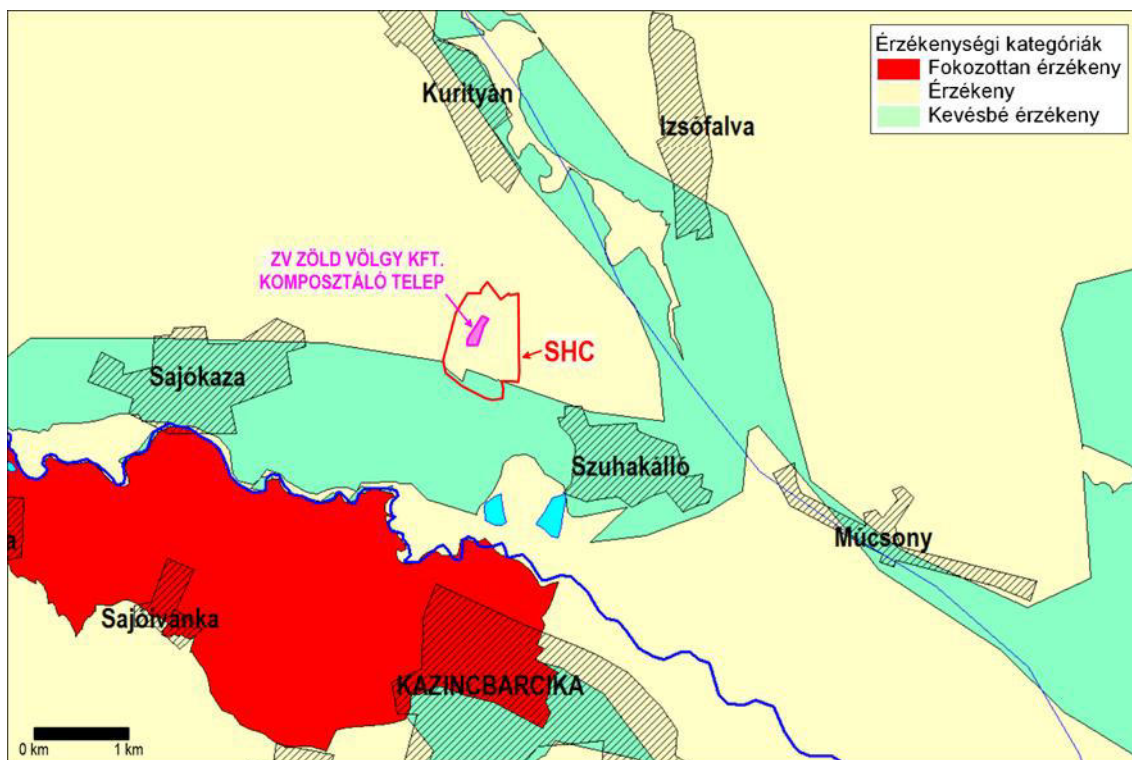 Érzékenységi kategóriák
Fokozottan érzékeny
Érzékeny
Kevésbé érzékeny
Kurityán
Izsófalva
ZV ZÖLD VÖLGY KFT.
KOMPOSZTÁLÓ TELEP
SHC
Sajókaza
Szuhakálló
Múcsony
a
Sajóivánka
KAZINCBARCIKA
0 km 1 km